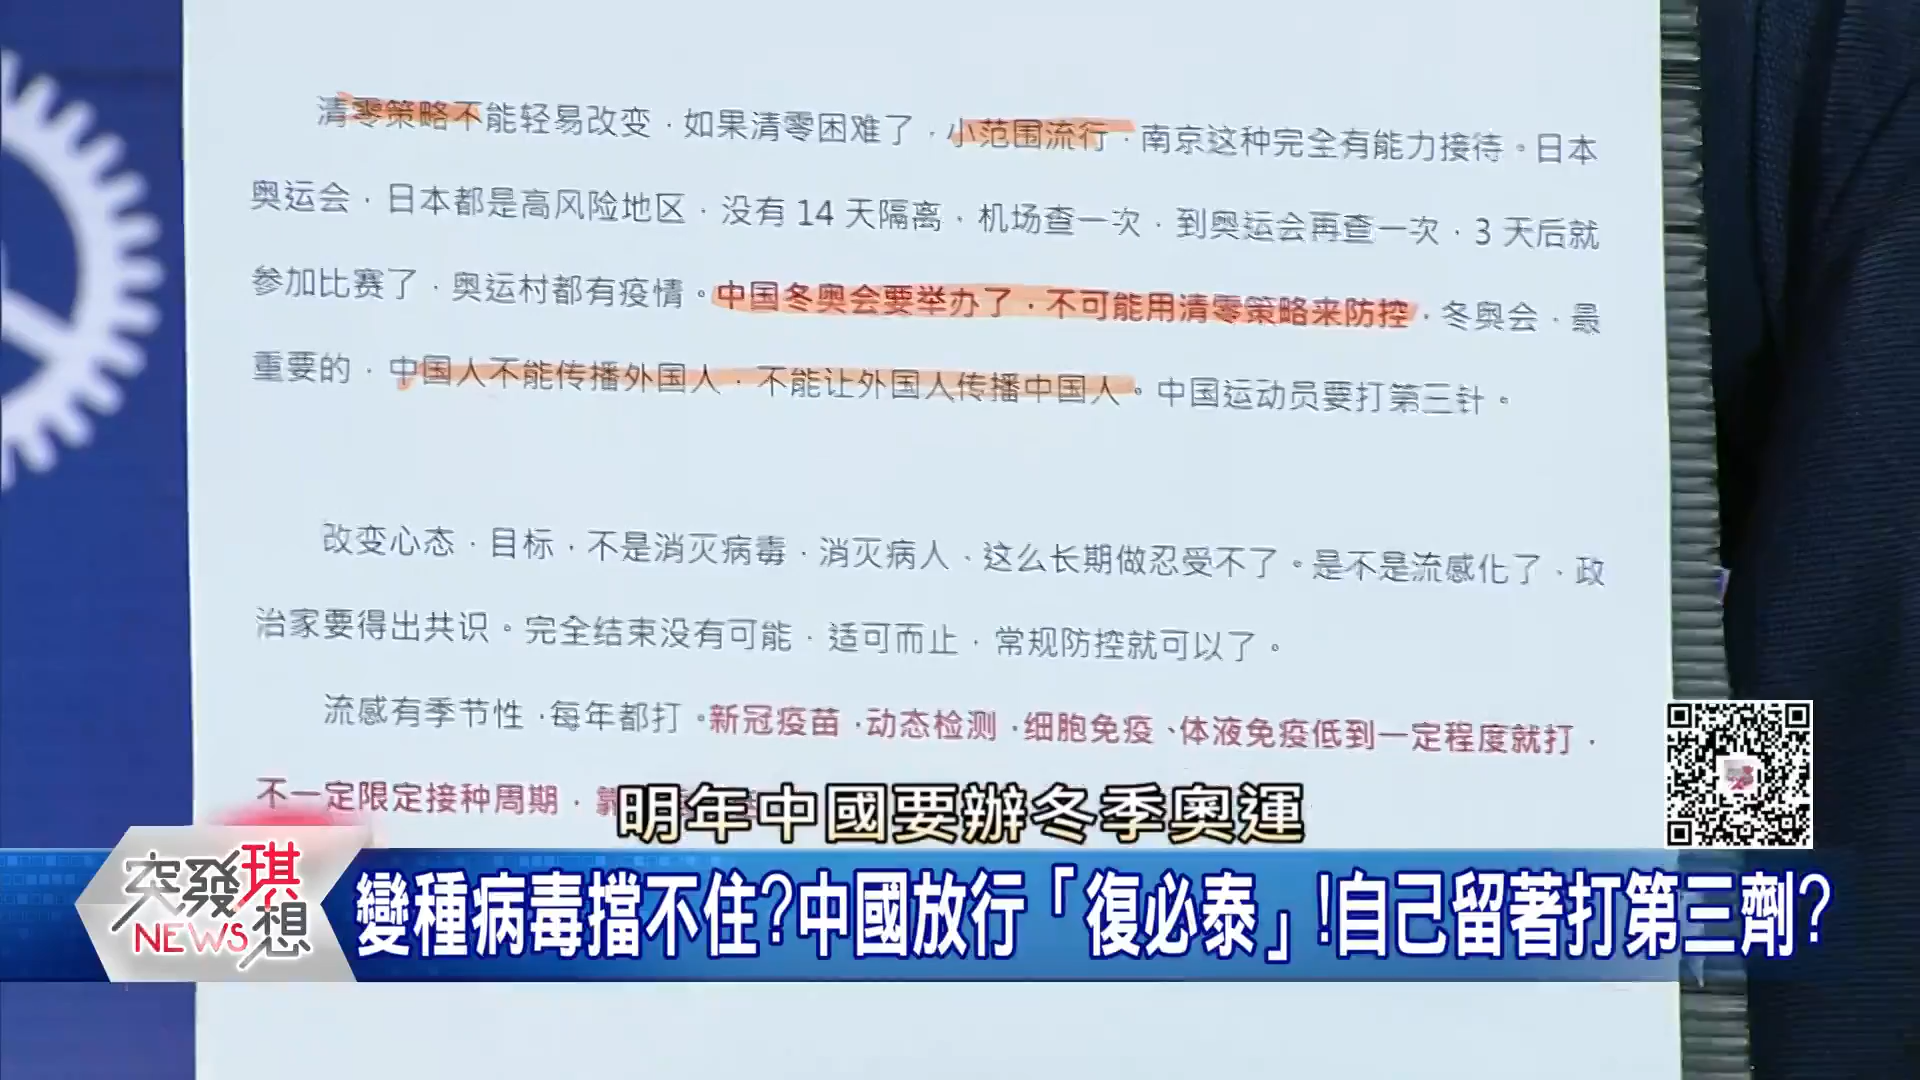 清零策略不能轻易改变，如果清零困难了，小范围流行，南京这种完全有能力接待。日本
奥运会，日本都是高风险地区，没有14天隔离，机场查一次，到奥运会再查一次，3天后就
参加比赛了，奥运村都有疫情。中国冬奥会要举办了，不可能用清零策略来防控，冬奥会，最
重要的，中国人不能传播外国人，不能让外国人传播中国人。中国运动员要打第三针。
改变心态，目标，不是消灭病毒，消灭病人、这么长期做忍受不了。是不是流感化了、政
治家要得出共识。完全结束没有可能，适可而止，常规防控就可以了。
流感有季节性，每年都打。新冠疫苗，动态检测，细胞免疫、体液免疫低到一定程度就打，
不一定限定接种周期，
明年中國要辦冬季奧運
突發琪想
NEWS
變種病毒擋不住?中國放行「復必泰」!自己留著打第三劑?